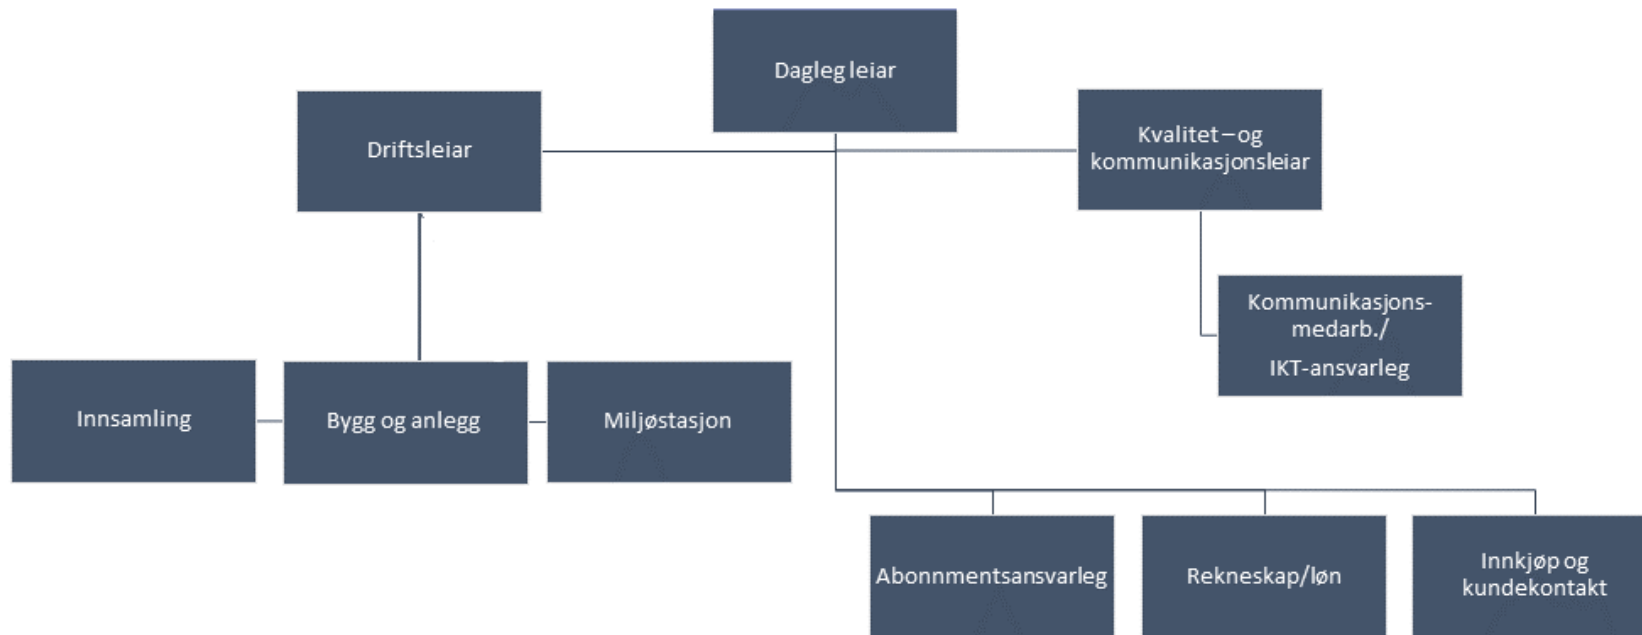 Dagleg leiar
Driftsleiar
Kvalitet – og
kommunikasjonsleiar
Kommunikasjons-
medarb./
IKT-ansvarleg
Innsamling
Bygg og anlegg
Miljøstasjon
Abonnmentsansvarleg
Rekneskap/løn
Innkjøp og
kundekontakt